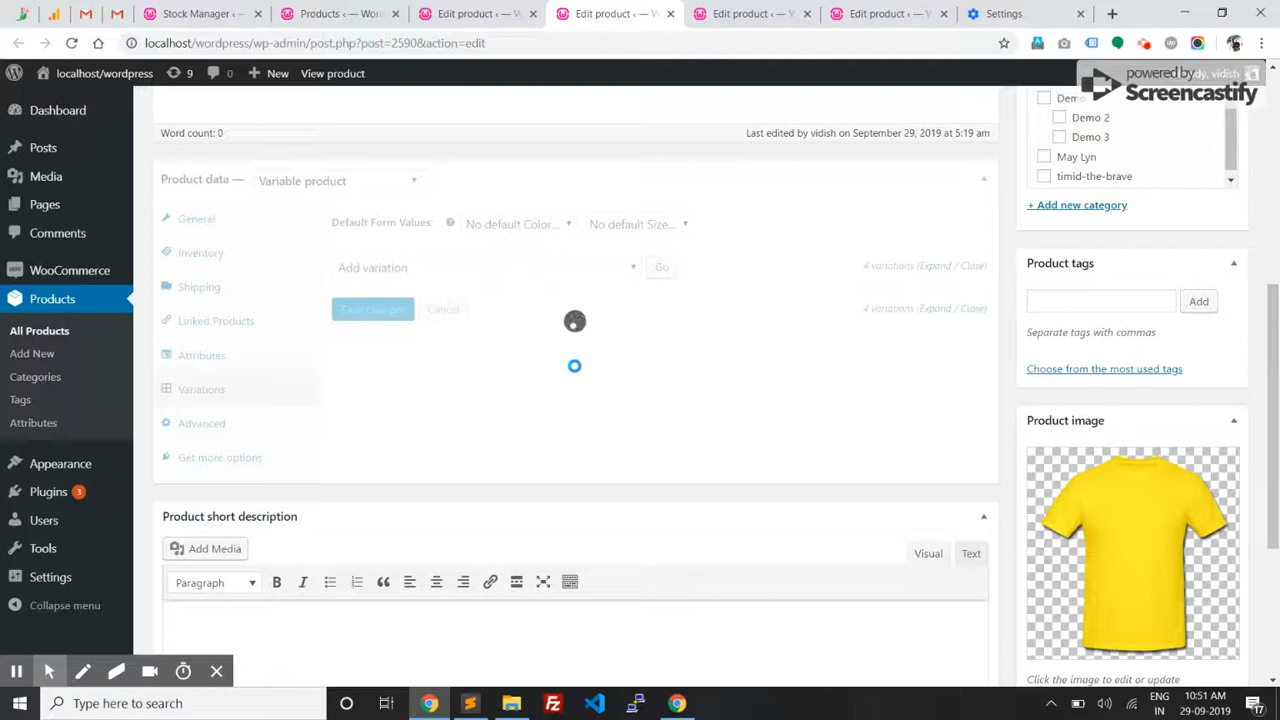 Stock Manager ‹
Products ‹ — Wor
Edit product ‹ — W
Edit product ‹ — W
Edit product ‹ — W
Edit product ‹ — W
Settings
localhost/wordpress/wp-admin/post.php?post=2590&action=edit
localhost/wordpress
9
0
New
View product
vidish
powered by
Screencastify
Dashboard
Posts
Media
Pages
Comments
WooCommerce
Products
All Products
Add New
Categories
Tags
Attributes
Appearance
Plugins 3
Users
Tools
Settings
Collapse menu
Word count: 0
Last edited by vidish on September 29, 2019 at 5:19 am
Product data —
Variable product
General
Inventory
Shipping
Linked Products
Attributes
Variations
Advanced
Get more options
Default Form Values:
No default Color...
No default Size...
Add variation
Go
4 variations (Expand / Close)
Save changes
Cancel
4 variations (Expand / Close)
Product short description
Add Media
Visual
Text
Paragraph
B
I
Demo
Demo 2
Demo 3
May Lyn
timid-the-brave
+ Add new category
Product tags
Add
Separate tags with commas
Choose from the most used tags
Product image
Click the image to edit or update
Type here to search
ENG
IN
10:51 AM
29-09-2019
17